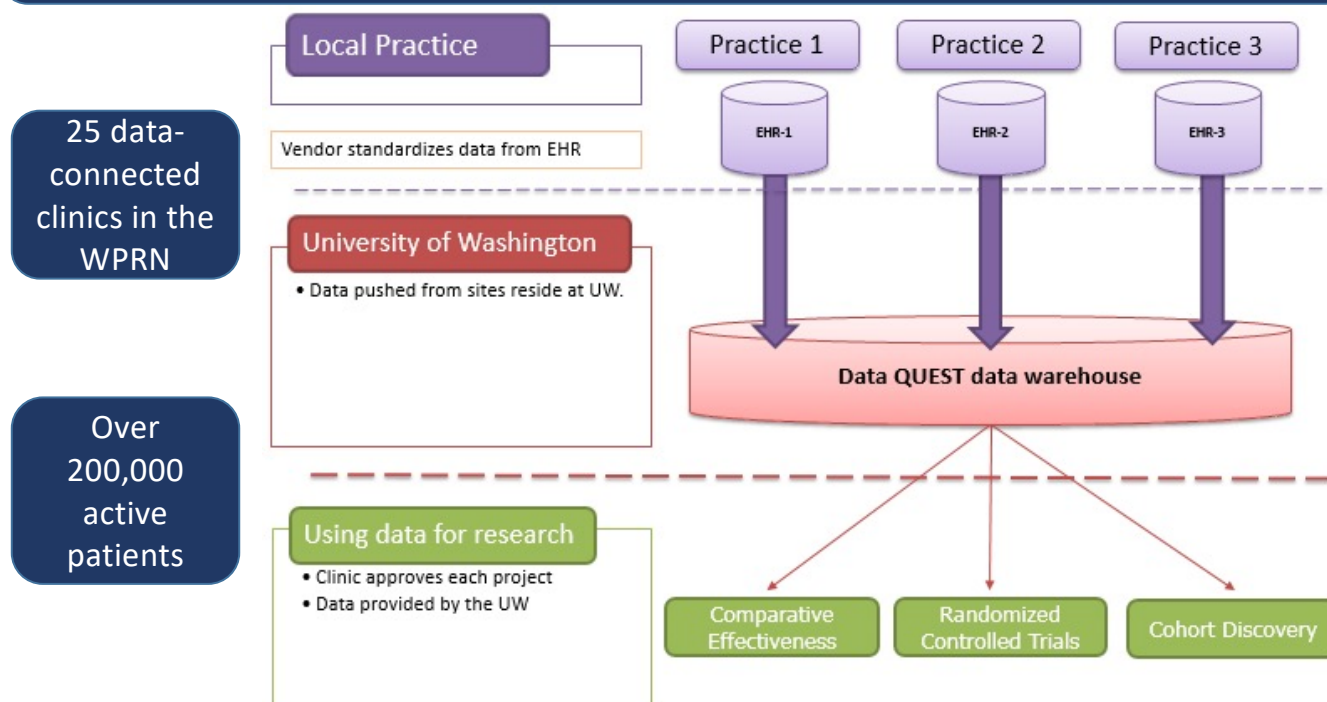 Local Practice
Practice 1
Practice 2
Practice 3
25 data-
connected
clinics in the
WPRN
EHR-1
EHR-2
EHR-3
Vendor standardizes data from EHR
University of Washington
• Data pushed from sites reside at UW.
Data QUEST data warehouse
Over
200,000
active
patients
Using data for research
• Clinic approves each project
• Data provided by the UW
Comparative
Effectiveness
Randomized
Controlled Trials
Cohort Discovery